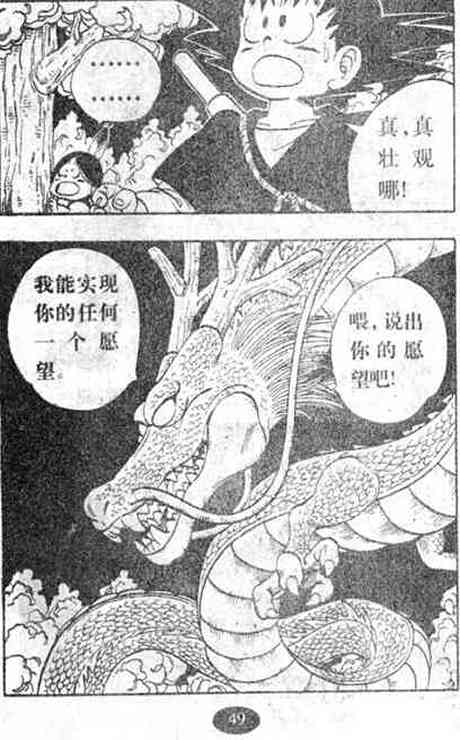 真,真
壮 观
哪!
……
……
喂,说出
你的愿
望吧!
我能实现
你的任何
一个愿
望。
49